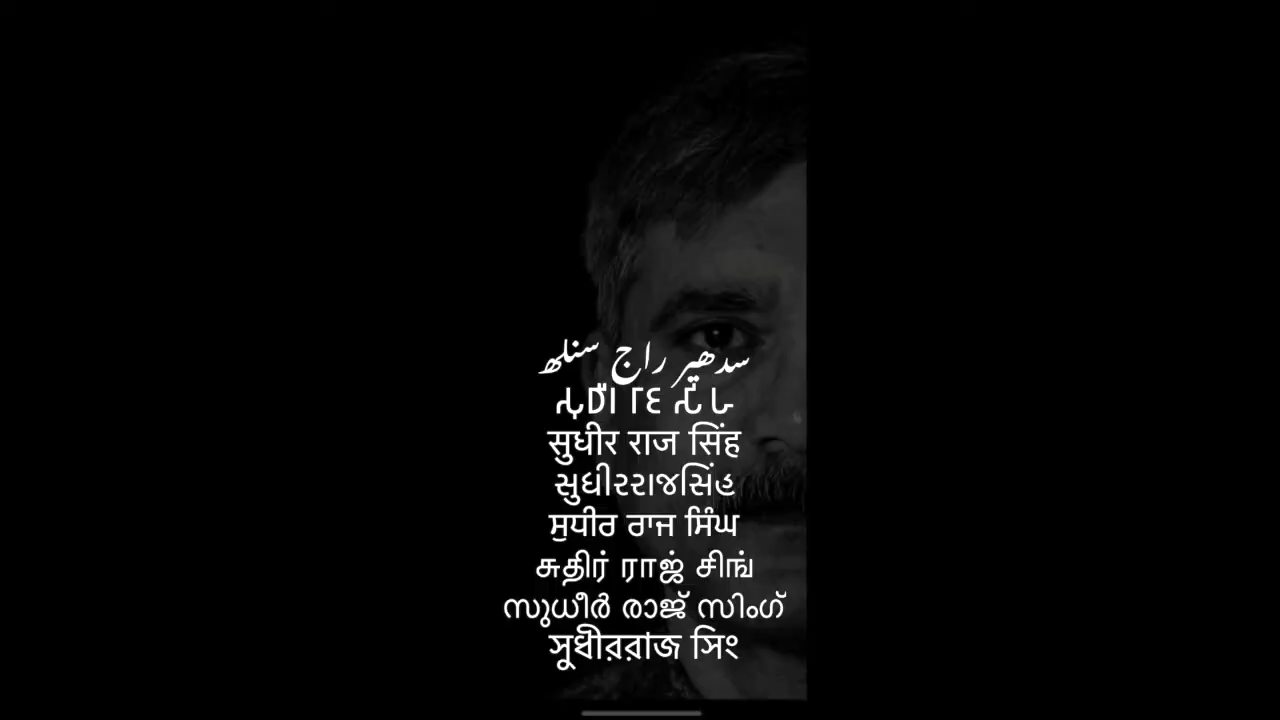 سدھیر راج سنلھ
सुधीर राज सिंह
સુધીરરાજસિંહ
ਸੁਧੀਰ ਰਾਜ ਸਿੰਘ
சுதிர் ராஜ் சிங்
സുധീർ രാജ് സിംഗ്
সুধীররাজ সিং